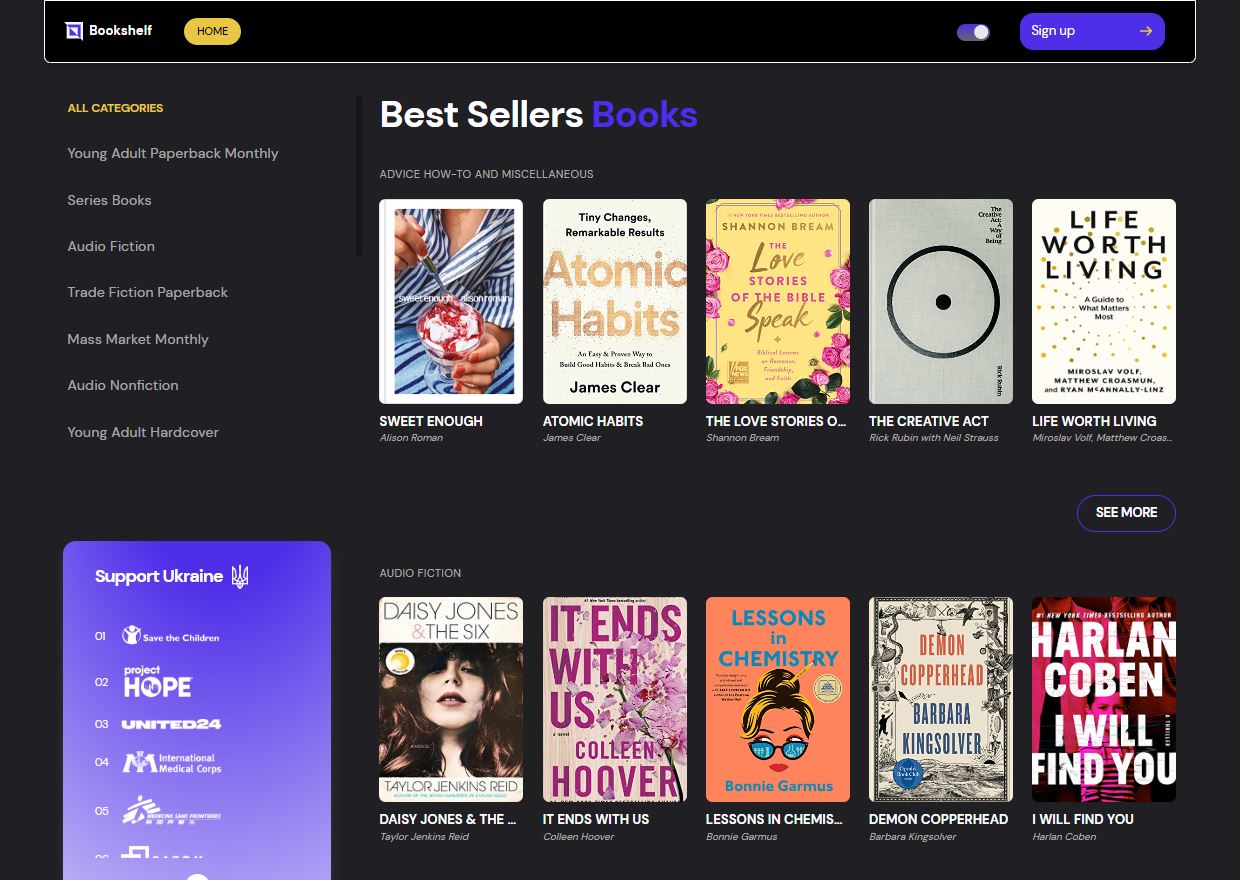 Bookshelf
HOME
Sign up
ALL CATEGORIES
Young Adult Paperback Monthly
Series Books
Audio Fiction
Trade Fiction Paperback
Mass Market Monthly
Audio Nonfiction
Young Adult Hardcover
Support Ukraine
01
Save the Children
02
project
HOPE
03
UNITED24
04
International
Medical Corps
05
MEDECINS SANS FRONTIERES
Best Sellers Books
ADVICE HOW-TO AND MISCELLANEOUS
sweet enough alison roman
SWEET ENOUGH
Alison Roman
Tiny Changes,
Remarkable Results
Atomic
Habits
An Easy & Proven Way to
Build Good Habits & Break Bad Ones
James Clear
ATOMIC HABITS
James Clear
#1 NEW YORK TIMES BESTSELLING AUTHOR
SHANNON BREAM
THE
Love
STORIES
OF THE BIBLE
Speak
Biblical Lessons
on Romance,
Friendship,
and Faith
FOX
NEWS
THE LOVE STORIES O...
Shannon Bream
The
Creative
Act:
A
Way
of
Being
Rick Rubin
THE CREATIVE ACT
Rick Rubin with Neil Strauss
LIFE
WORTH
LIVING
A Guide to
What Matters
Most
MIROSLAV VOLF,
MATTHEW CROASMUN,
and RYAN McANNALLY-LINZ
LIFE WORTH LIVING
Miroslav Volf, Matthew Croas...
SEE MORE
AUDIO FICTION
DAISY JONES
& THE SIX
A NOVEL
TAYLOR JENKINS REID
DAISY JONES & THE ...
Taylor Jenkins Reid
#1 New York Times bestselling author
IT ENDS
WITH
US
a novel
COLLEEN
HOOVER
IT ENDS WITH US
Colleen Hoover
LESSONS
in
CHEMISTRY
Bonnie Garmus
LESSONS IN CHEMIS...
Bonnie Garmus
DEMON
COPPERHEAD
BARBARA
KINGSOLVER
Oprah's
Book Club
DEMON COPPERHEAD
Barbara Kingsolver
#1 NEW YORK TIMES BESTSELLING AUTHOR
HARLAN
COBEN
I WILL
FIND YOU
A THRILLER
I WILL FIND YOU
Harlan Coben